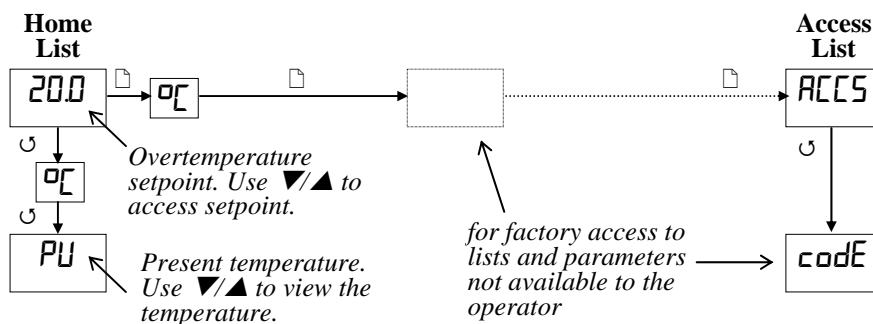 Home
List
Access
List
20.0
°C
ACCS
Overtemperature
setpoint. Use ▼/▲ to
access setpoint.
°C
PV
Present temperature.
Use ▼/▲ to view the
temperature.
for factory access to
lists and parameters
not available to the
operator
codE